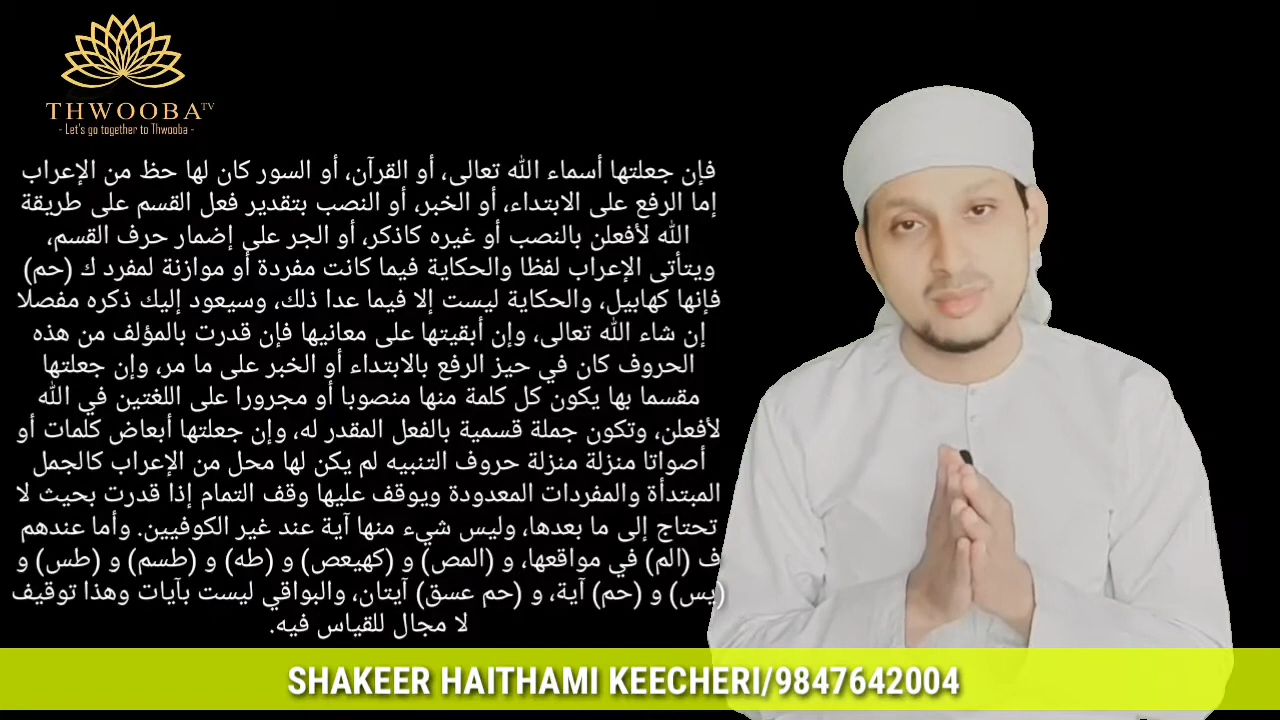 THWOOBA TV
- Let's go together to Thwooba -
فإن جعلتها أسماء الله تعالى، أو القرآن، أو السور كان لها حظ من الإعراب
إما الرفع على الابتداء، أو الخبر، أو النصب بتقدير فعل القسم على طريقة
الله لأفعلن بالنصب أو غيره كاذكر، أو الجر على إضمار حرف القسم،
ويتأتى الإعراب لفظا والحكاية فيما كانت مفردة أو موازنة لمفرد ك (حم)
فإنها كهابيل، والحكاية ليست إلا فيما عدا ذلك، وسيعود إليك ذكره مفصلا
إن شاء الله تعالى، وإن أبقيتها على معانيها فإن قدرت بالمؤلف من هذه
الحروف كان في حيز الرفع بالابتداء أو الخبر على ما مر، وإن جعلتها
مقسما بها يكون كل كلمة منها منصوبا أو مجرورا على اللغتين في الله
لأفعلن، وتكون جملة قسمية بالفعل المقدر له، وإن جعلتها أبعاض كلمات أو
أصواتا منزلة منزلة حروف التنبيه لم يكن لها محل من الإعراب كالجمل
المبتدأة والمفردات المعدودة ويوقف عليها وقف التمام إذا قدرت بحيث لا
تحتاج إلى ما بعدها، وليس شيء منها آية عند غير الكوفيين. وأما عندهم
ف (الم) في مواقعها، و (المص) و (كهيعص) و (طه) و (طسم) و (طس) و
(يس) و (حم) آية، و (حم عسق) آيتان، والبواقي ليست بآيات وهذا توقيف
لا مجال للقياس فيه.
SHAKEER HAITHAMI KEECHERI/9847642004